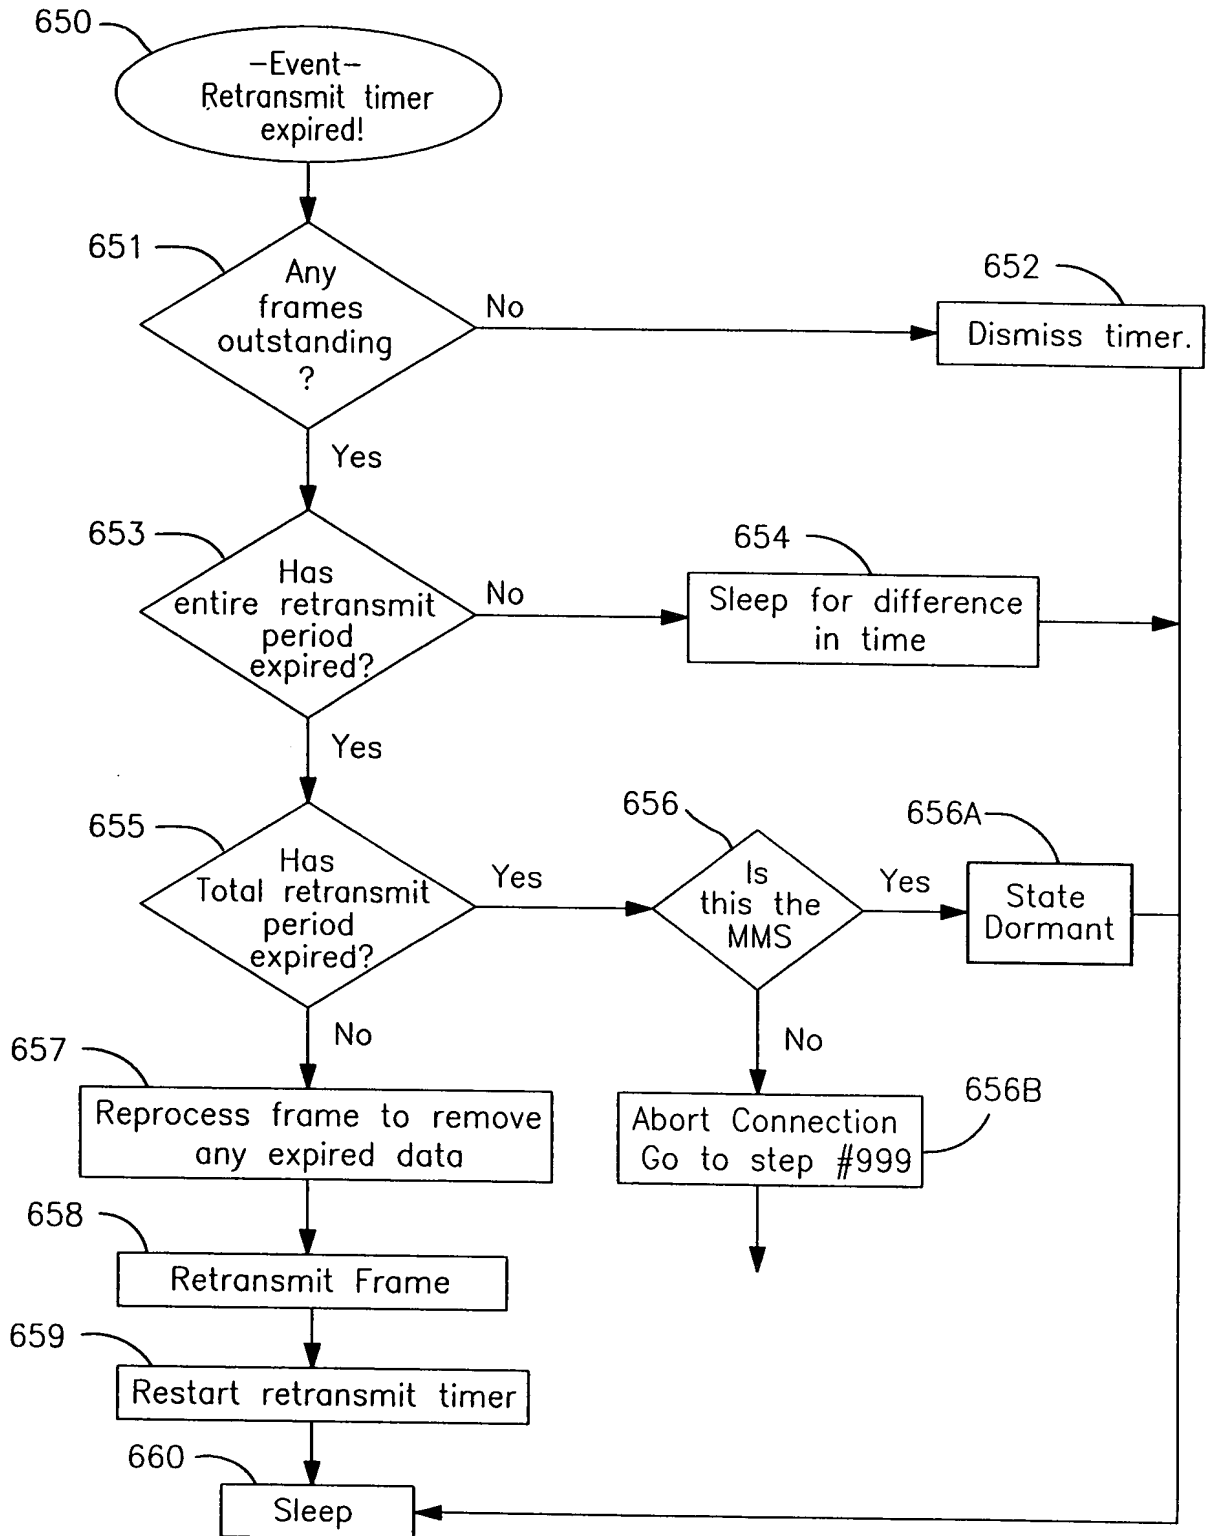 650
-Event-
Retransmit timer
expired!
651
Any
frames
outstanding
?
No
652
Dismiss timer.
Yes
653
Has
entire retransmit
period
expired?
No
654
Sleep for difference
in time
Yes
655
Has
Total retransmit
period
expired?
Yes
656
Is
this the
MMS
Yes
656A
State
Dormant
No
No
657
Reprocess frame to remove
any expired data
656B
Abort Connection
Go to step #999
658
Retransmit Frame
659
Restart retransmit timer
660
Sleep